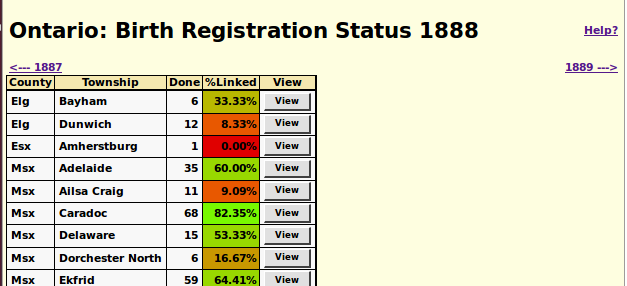 Ontario: Birth Registration Status 1888
Help?
<--- 1887
1889 --->
County Township Done %Linked View
Elg Bayham 6 33.33% View
Elg Dunwich 12 8.33% View
Esx Amherstburg 1 0.00% View
Msx Adelaide 35 60.00% View
Msx Ailsa Craig 11 9.09% View
Msx Caradoc 68 82.35% View
Msx Delaware 15 53.33% View
Msx Dorchester North 6 16.67% View
Msx Ekfrid 59 64.41% View